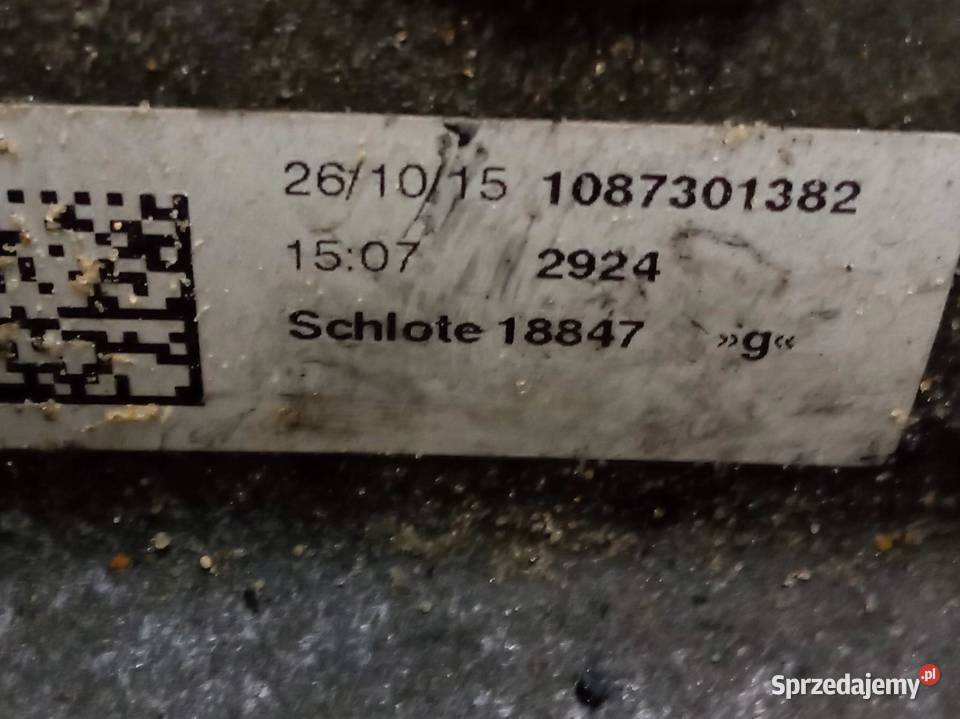 26/10/15 1087301382
15:07 2924
Schlote 18847 »g«
Sprzedajemy.pl